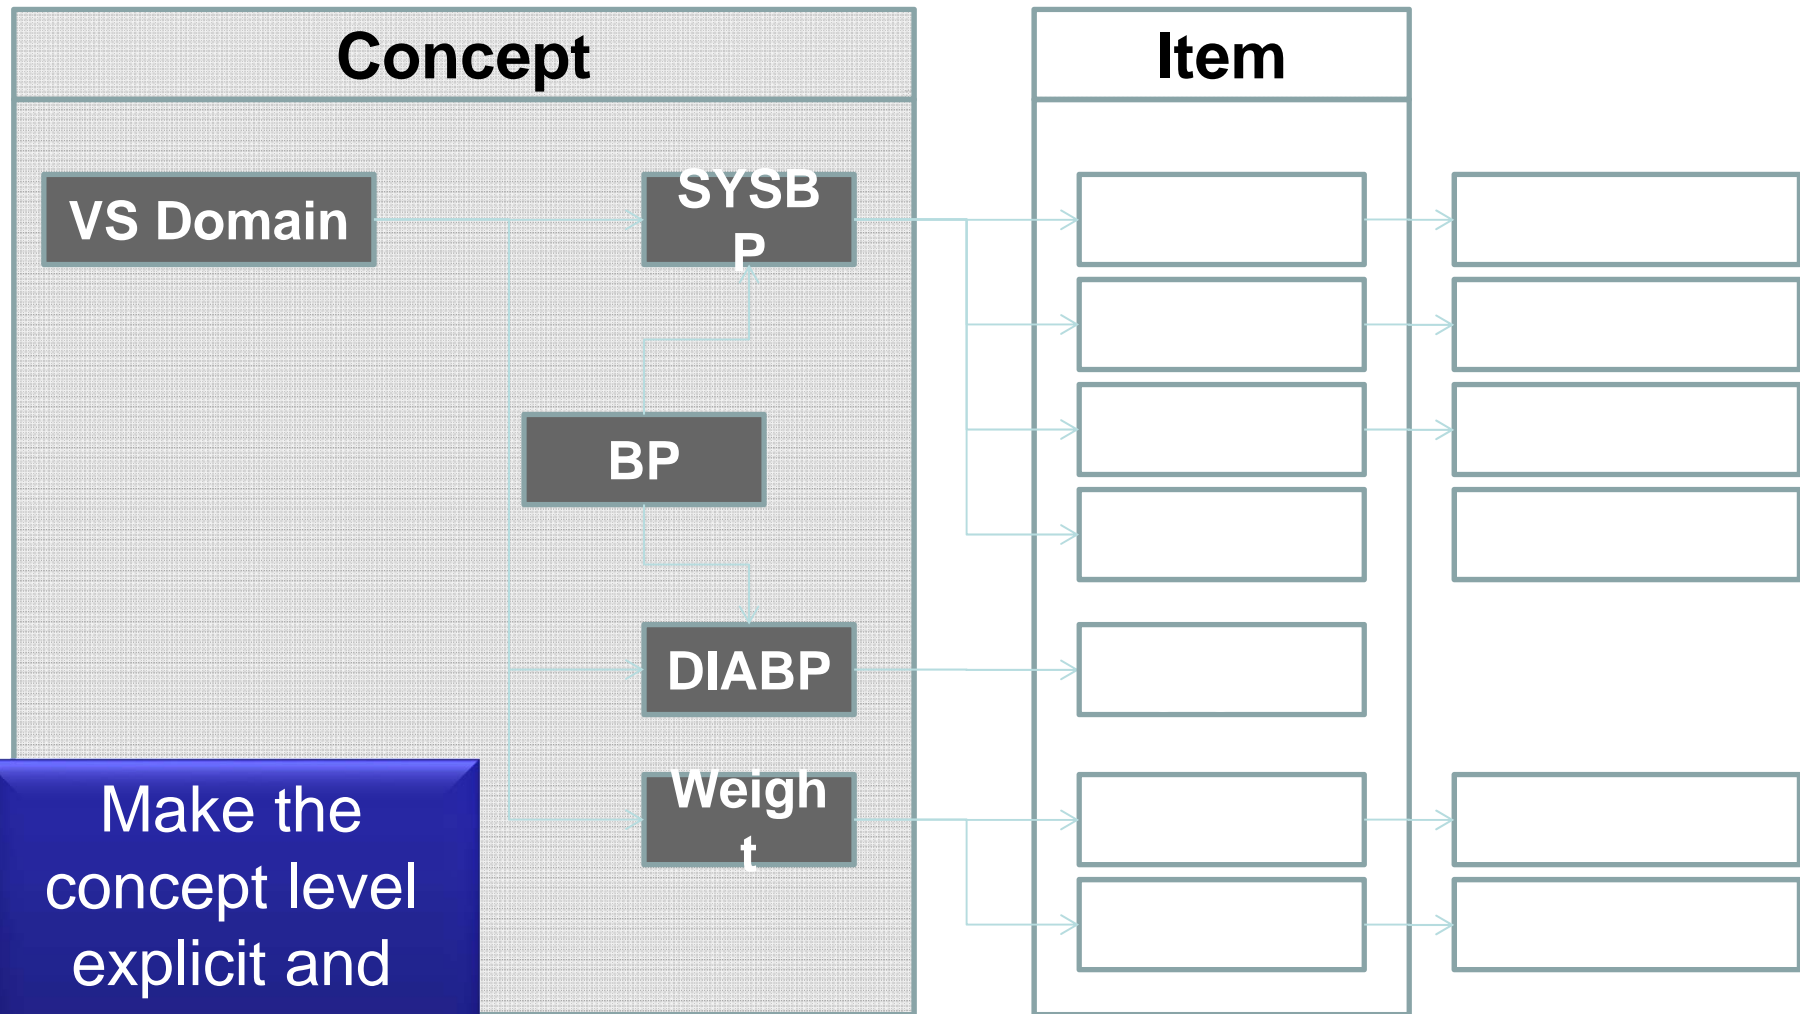 Concept
Item
VS Domain
SYSB
P
BP
DIABP
Weigh
t
Make the
concept level
explicit and